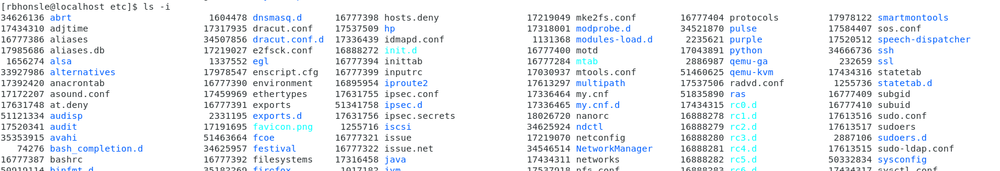 [rbhonsle@localhost etc]$ ls -i
34626136 abrt 1604478 dnsmasq.d 16777398 hosts.deny 17219049 mke2fs.conf 16777404 protocols 17978122 smartmontools
17434310 adjtime 17317935 dracut.conf 17537509 hp 17318001 modprobe.d 34521870 pulse 17584407 sos.conf
16777386 aliases 34507856 dracut.conf.d 17336439 idmapd.conf 1131368 modules-load.d 2235621 purple 17520512 speech-dispatcher
17985686 aliases.db 17219027 e2fsck.conf 16888272 init.d 16777400 motd 17043891 python 34666736 ssh
1656274 alsa 1337552 egl 16777394 inittab 16777284 mtab 2886987 qemu-ga 232659 ssl
33927986 alternatives 17978547 enscript.cfg 16777399 inputrc 17030937 mtools.conf 51460625 qemu-kvm 17434316 statetab
17392420 anacrontab 16777390 environment 16895954 iproute2 17613297 multipath 17537506 radvd.conf 1255736 statetab.d
17172207 asound.conf 17459969 ethertypes 17631755 ipsec.conf 17336464 my.cnf 51835890 ras 16777409 subgid
17631748 at.deny 16777391 exports 51341758 ipsec.d 17336465 my.cnf.d 17434315 rc0.d 16777410 subuid
51121334 audisp 2331195 exports.d 17631756 ipsec.secrets 18026720 nanorc 16888278 rc1.d 17613516 sudo.conf
17520341 audit 17191695 favicon.png 1255716 iscsi 34625924 ndctl 16888279 rc2.d 17613517 sudoers
35353915 avahi 51463664 fcoe 16777321 issue 17219070 netconfig 16888280 rc3.d 2887106 sudoers.d
74276 bash_completion.d 34625957 festival 16777322 issue.net 34546514 NetworkManager 16888281 rc4.d 17613515 sudo-ldap.conf
16777387 bashrc 16777392 filesystems 17316458 java 17434311 networks 16888282 rc5.d 50332834 sysconfig
50919114 binfmt.d 35182269 firefox 1017182 jvm 17537918 nfs.conf 16888283 rc6.d 17434317 sysctl.conf